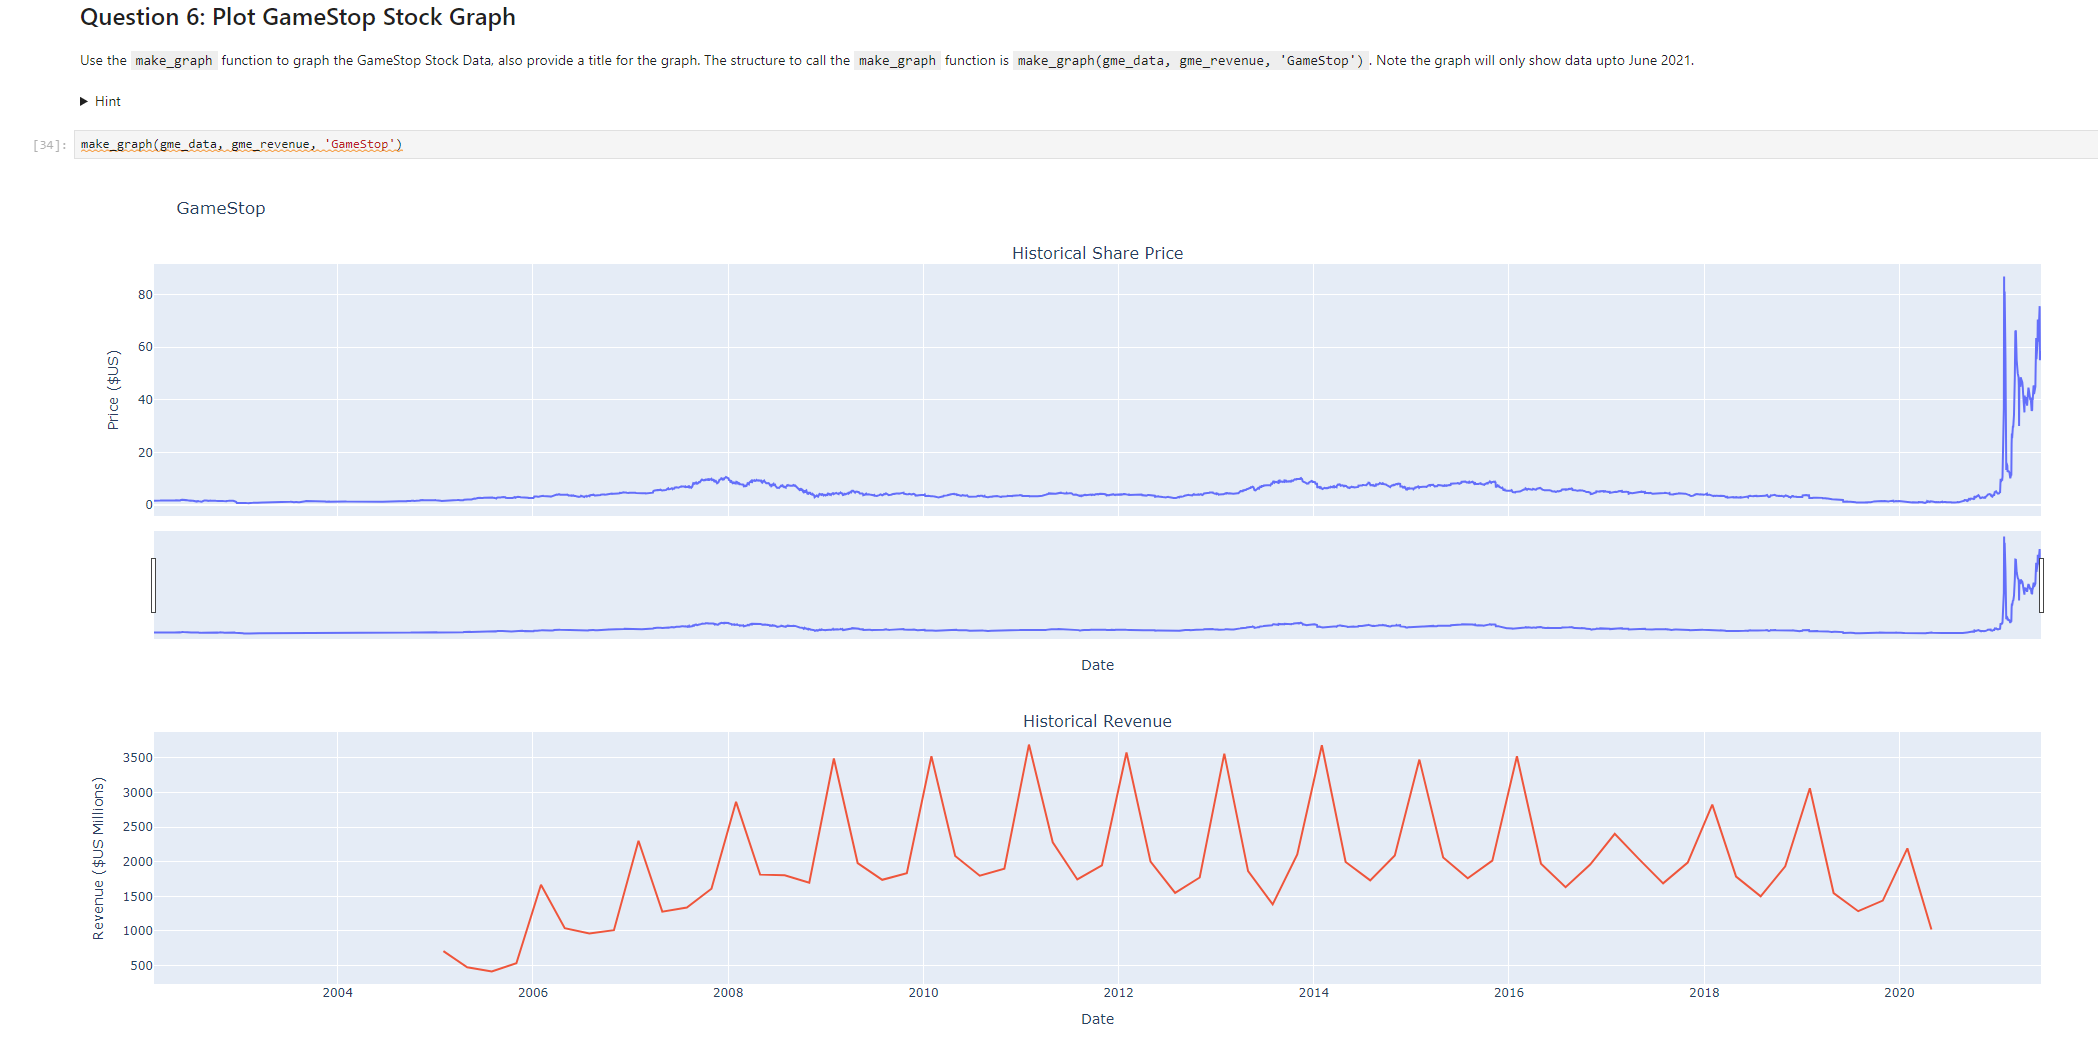 Question 6: Plot GameStop Stock Graph
Use the make_graph function to graph the GameStop Stock Data, also provide a title for the graph. The structure to call the make_graph function is make_graph(gme_data, gme_revenue, 'GameStop') . Note the graph will only show data upto June 2021.
Hint
[34]: make_graph(gme_data, gme_revenue, 'GameStop')
GameStop
Historical Share Price
80
60
40
20
0
Price ($US)
Date
Historical Revenue
3500
3000
2500
2000
1500
1000
500
Revenue ($US Millions)
2004 2006 2008 2010 2012 2014 2016 2018 2020
Date